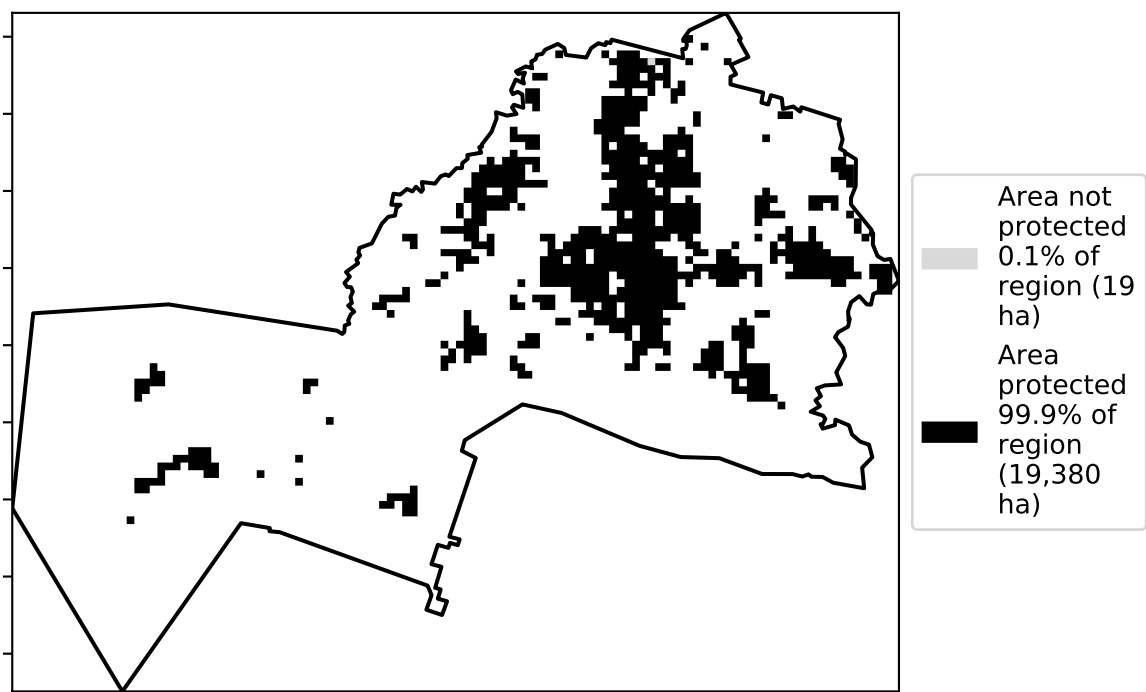 Area not
protected
0.1% of
region (19
ha)
Area
protected
99.9% of
region
(19,380
ha)